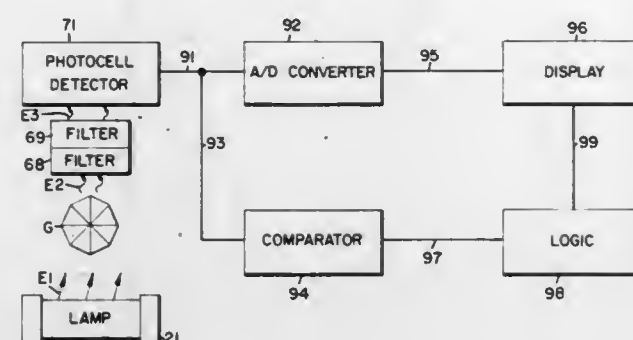 71
92
96
PHOTOCELL
DETECTOR
91
A/D CONVERTER
95
DISPLAY
E3
69
FILTER
93
99
68
FILTER
E2
G
COMPARATOR
97
LOGIC
E1
94
98
LAMP
21